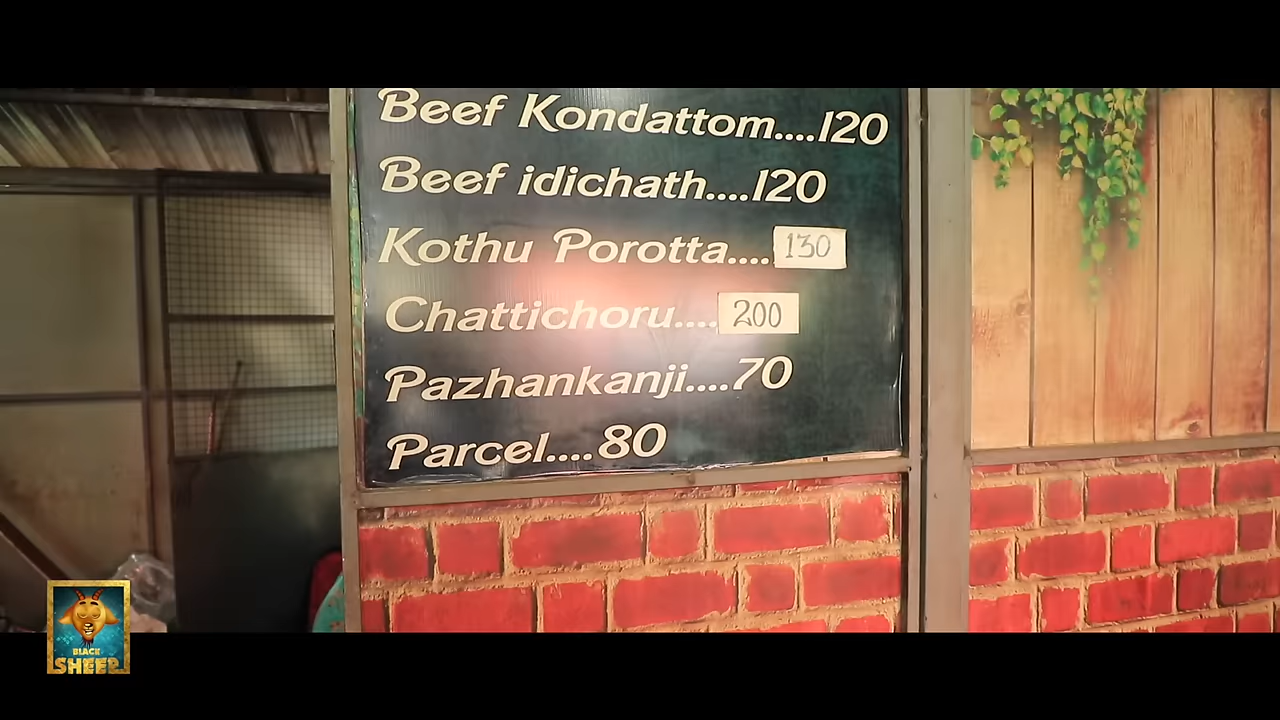 Beef Kondattom....120
Beef idichath....120
Kothu Porotta....130
Chattichoru....200
Pazhankanji....70
Parcel....80
BLACK
SHEEP